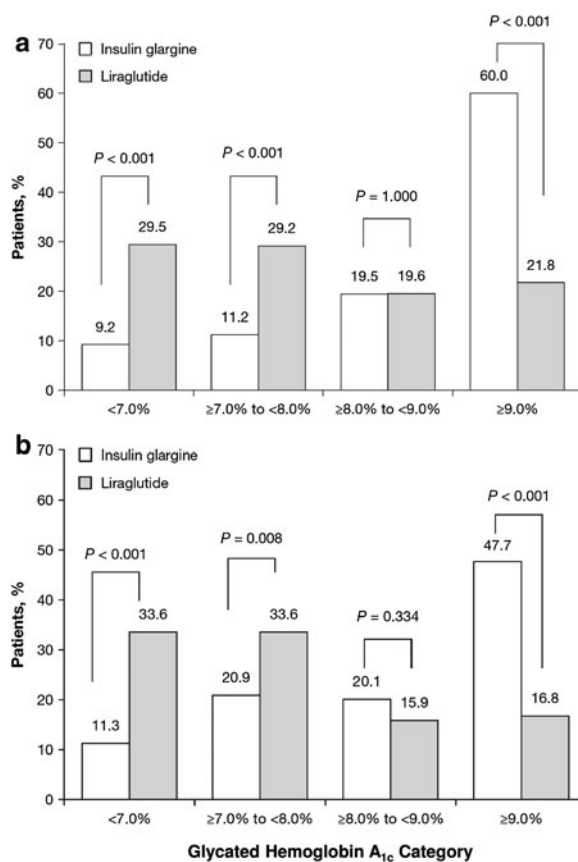 a
Insulin glargine
Liraglutide
Patients, %
70
60
50
40
30
20
10
0
P < 0.001
9.2
29.5
P < 0.001
11.2
29.2
P = 1.000
19.5
19.6
P < 0.001
60.0
21.8
<7.0%
≥7.0% to <8.0%
≥8.0% to <9.0%
≥9.0%
b
Insulin glargine
Liraglutide
Patients, %
70
60
50
40
30
20
10
0
P < 0.001
11.3
33.6
P = 0.008
20.9
33.6
P = 0.334
20.1
15.9
P < 0.001
47.7
16.8
<7.0%
≥7.0% to <8.0%
≥8.0% to <9.0%
≥9.0%
Glycated Hemoglobin A1c Category